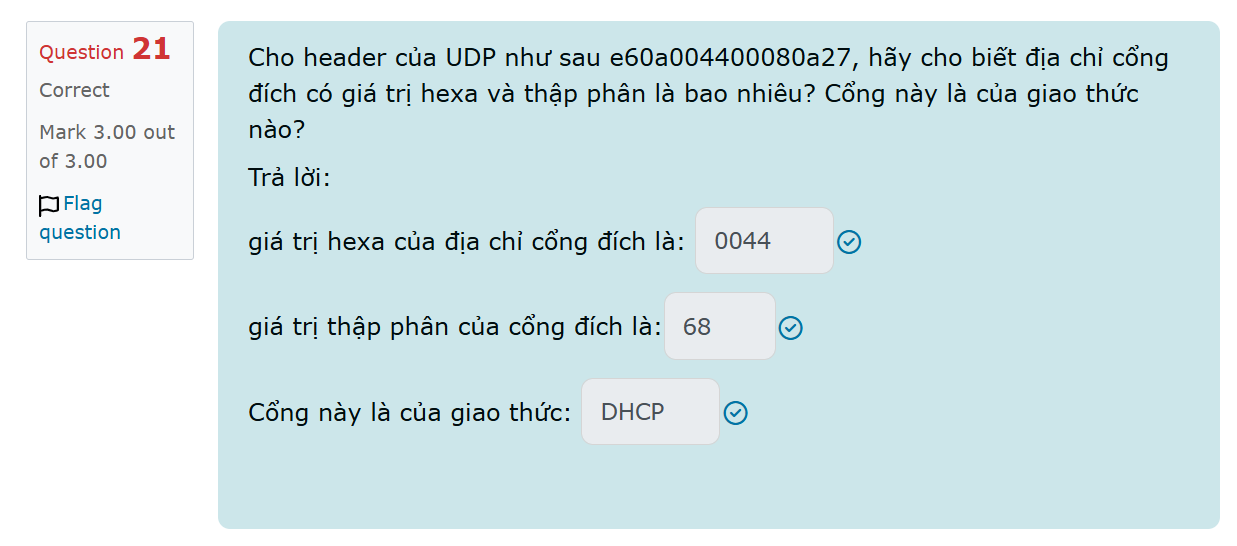 Question 21
Correct
Mark 3.00 out
of 3.00
Flag
question
Cho header của UDP như sau e60a004400080a27, hãy cho biết địa chỉ cổng
đích có giá trị hexa và thập phân là bao nhiêu? Cổng này là của giao thức
nào?
Trả lời:
giá trị hexa của địa chỉ cổng đích là: 0044
giá trị thập phân của cổng đích là: 68
Cổng này là của giao thức: DHCP